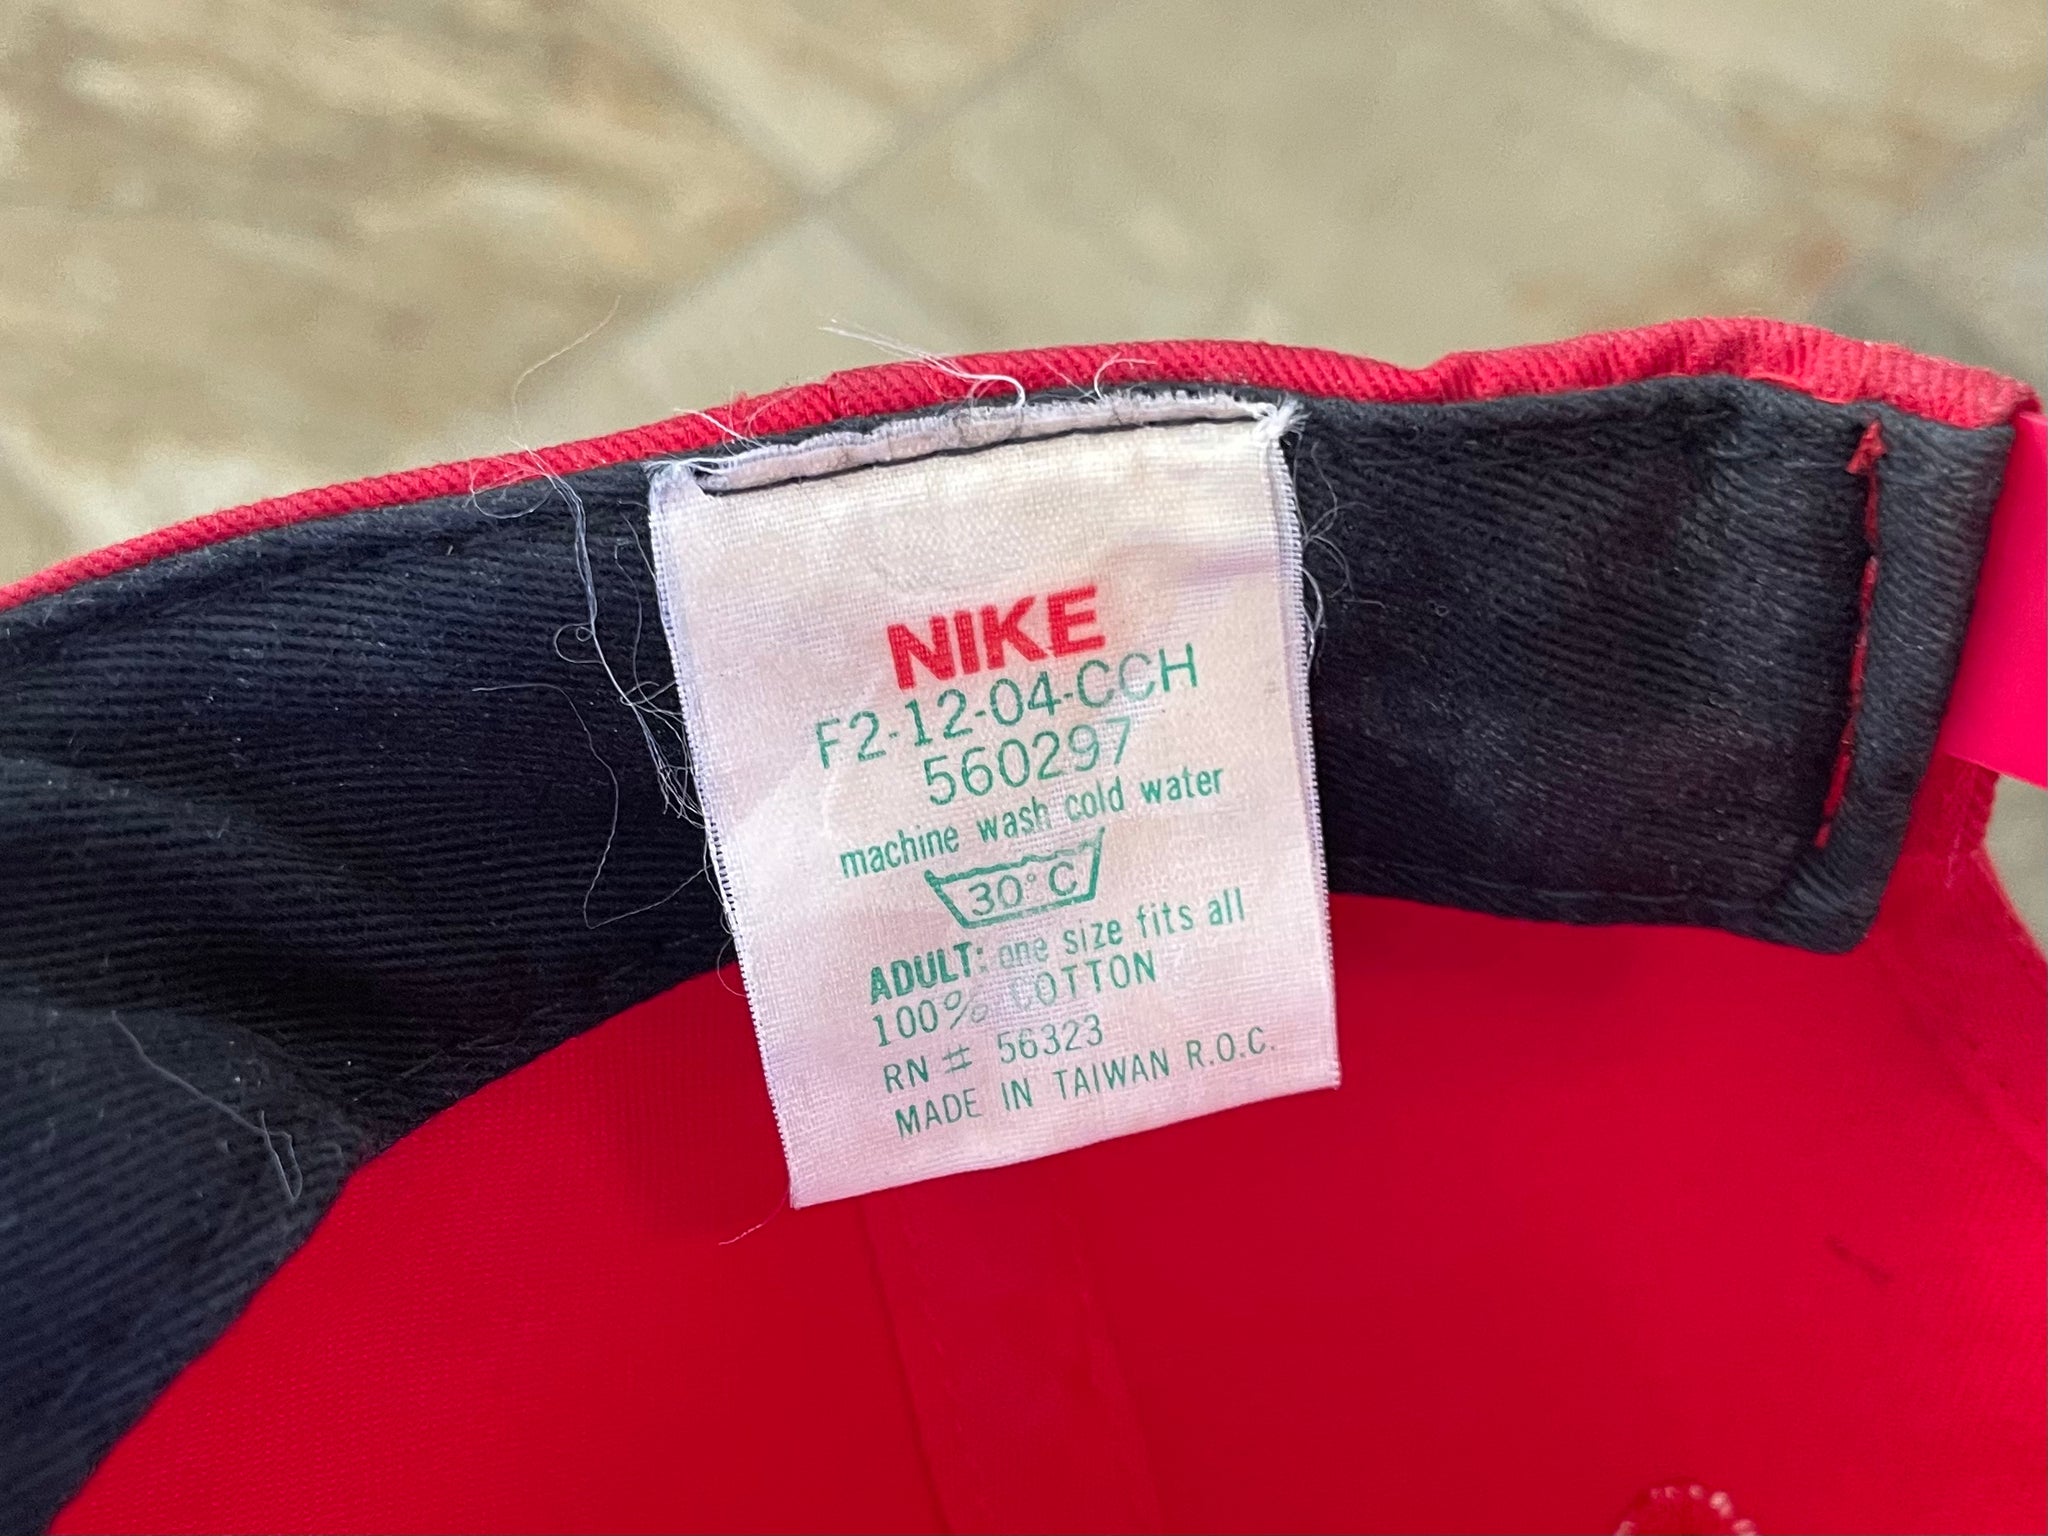 NIKE
F2-12-04-CCH
560297
machine wash cold water
30°C
ADULT: one size fits all
100% COTTON
RN # 56323
MADE IN TAIWAN R.O.C.